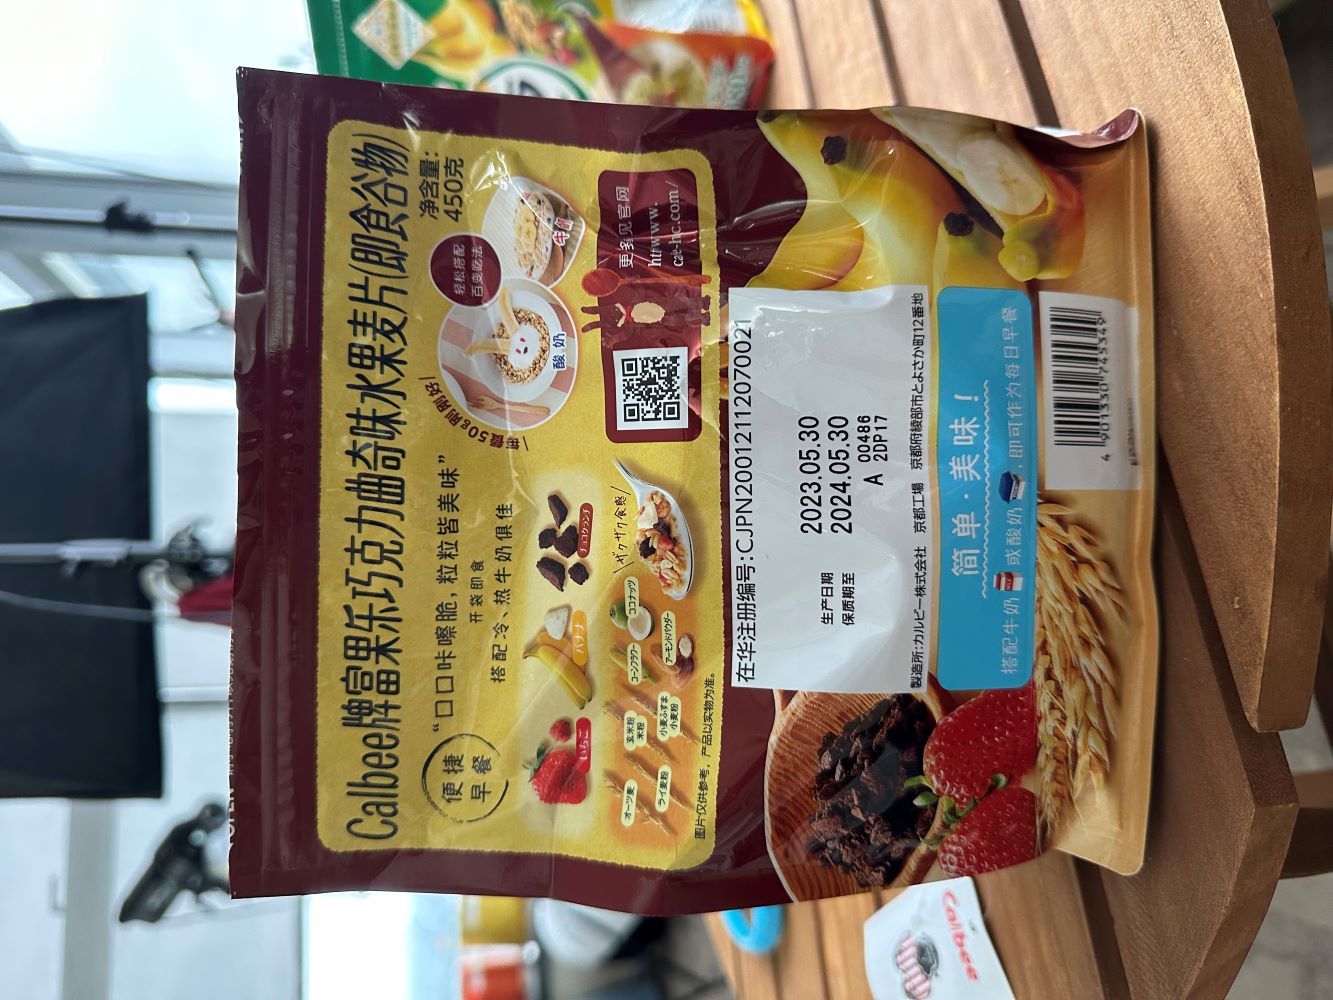 Calbee牌富果乐巧克力曲奇味水果麦片(即食谷物)
便捷
早餐
“口口咔嚓脆，粒粒皆美味”
开袋即食
搭配冷、热牛奶俱佳
净含量：
450克
轻松搭配
百变吃法
每餐50g刚刚好
酸奶
牛奶
いちご
バナナ
チョコクランチ
ザクザク食感
オーツ麦
ライ麦粉
玄米粉
米粉
小麦ふすま
小麦粉
コーンフラワー
アーモンドパウダー
ココナッツ
更多见官网
http://www.
cale-hc.com/
图片仅供参考，产品以实物为准。
在华注册编号:CJPN20012112070021
生产日期 2023.05.30
保质期至 2024.05.30
A 00486
2DP17
製造所:カルビー株式会社 京都工場 京都府綾部市とよさか町12番地
简单·美味！
搭配牛奶或酸奶，即可作为每日早餐
4 901330 745349
Calbee